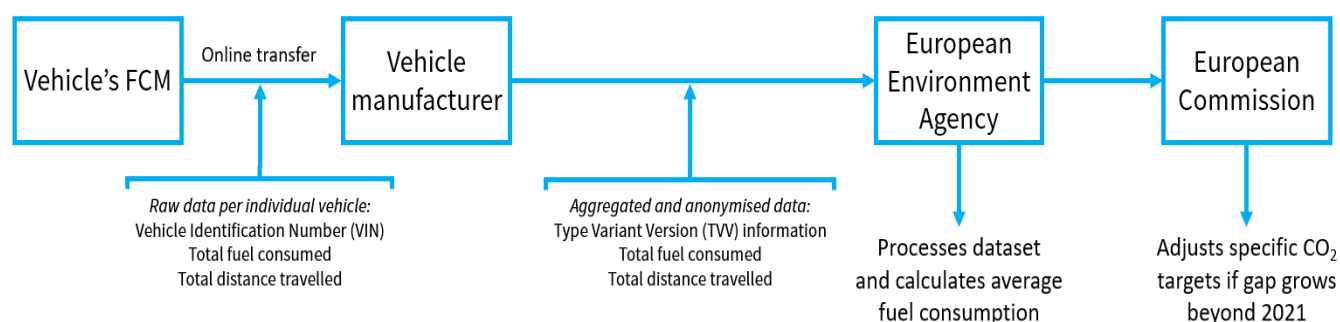 Vehicle's FCM
Online transfer
Vehicle
manufacturer
European
Environment
Agency
European
Commission
Raw data per individual vehicle:
Vehicle Identification Number (VIN)
Total fuel consumed
Total distance travelled
Aggregated and anonymised data:
Type Variant Version (TVV) information
Total fuel consumed
Total distance travelled
Processes dataset
and calculates average
fuel consumption
Adjusts specific CO₂
targets if gap grows
beyond 2021